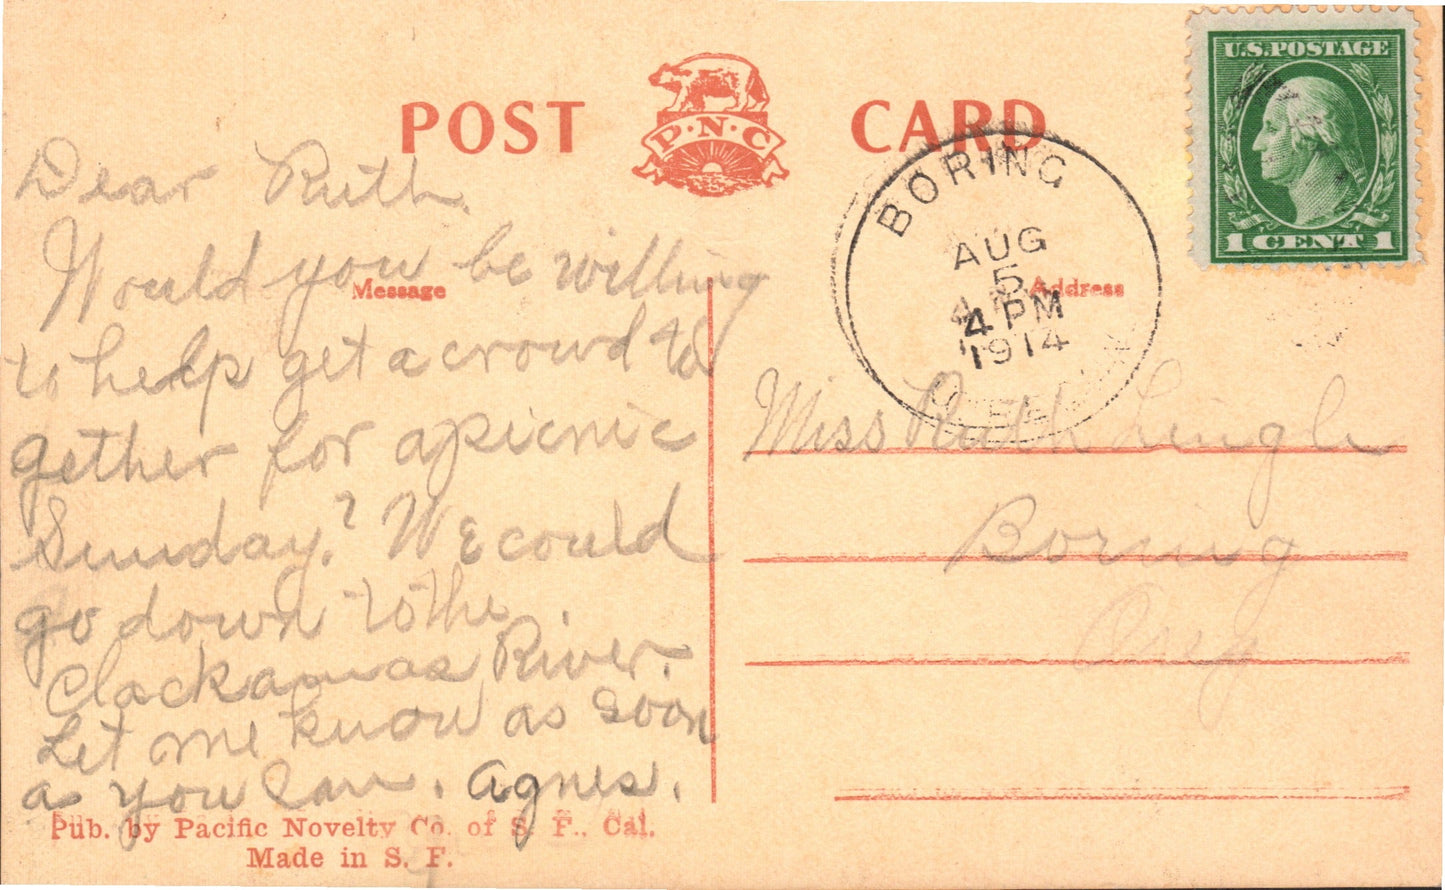 POST CARD
P·N·C
U.S.POSTAGE
1 CENT 1
BORING
AUG
5
4 PM
1914
Message
Address
Dear Ruth.
Would you be willing
to help get a crowd to
gether for a picnic
Sunday.? We could
go down to the
Clackamas River.
Let me know as soon
as you can. Agnes.
Miss Ruth Lingle
Boring
Oreg
Pub. by Pacific Novelty Co. of S. F., Cal.
Made in S. F.